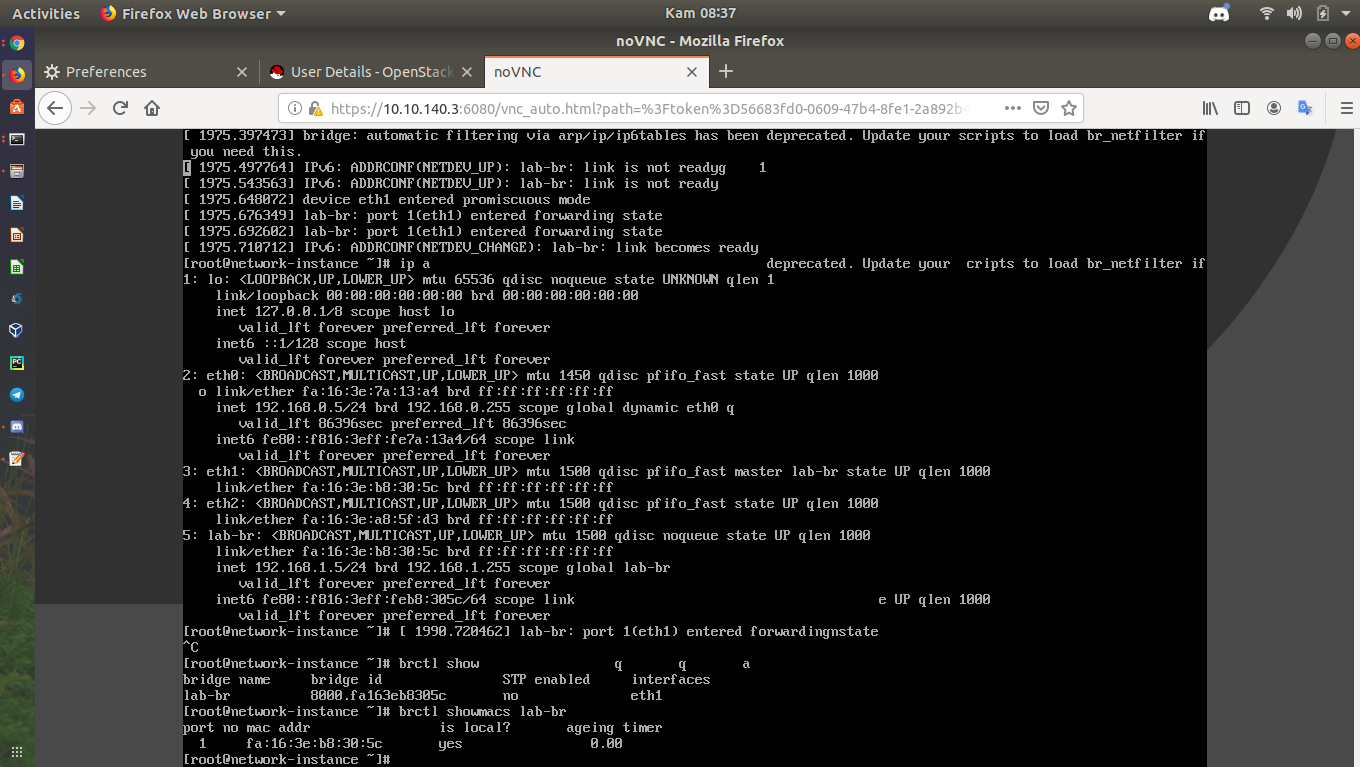 Activities Firefox Web Browser Kam 08:37
noVNC - Mozilla Firefox
Preferences User Details - OpenStack noVNC
https://10.10.140.3:6080/vnc_auto.html?path=%3Ftoken%3D56683fd0-0609-47b4-8fe1-2a892b4
[ 1975.397473] bridge: automatic filtering via arp/ip/ip6tables has been deprecated. Update your scripts to load br_netfilter if
you need this.
[ 1975.497764] IPv6: ADDRCONF(NETDEV_UP): lab-br: link is not readyg 1
[ 1975.543563] IPv6: ADDRCONF(NETDEV_UP): lab-br: link is not ready
[ 1975.648072] device eth1 entered promiscuous mode
[ 1975.676349] lab-br: port 1(eth1) entered forwarding state
[ 1975.692602] lab-br: port 1(eth1) entered forwarding state
[ 1975.710712] IPv6: ADDRCONF(NETDEV_CHANGE): lab-br: link becomes ready
[root@network-instance ~]# ip a deprecated. Update your cripts to load br_netfilter if
1: lo: <LOOPBACK,UP,LOWER_UP> mtu 65536 qdisc noqueue state UNKNOWN qlen 1
link/loopback 00:00:00:00:00:00 brd 00:00:00:00:00:00
inet 127.0.0.1/8 scope host lo
valid_lft forever preferred_lft forever
inet6 ::1/128 scope host
valid_lft forever preferred_lft forever
2: eth0: <BROADCAST,MULTICAST,UP,LOWER_UP> mtu 1450 qdisc pfifo_fast state UP qlen 1000
o link/ether fa:16:3e:7a:13:a4 brd ff:ff:ff:ff:ff:ff
inet 192.168.0.5/24 brd 192.168.0.255 scope global dynamic eth0 q
valid_lft 86396sec preferred_lft 86396sec
inet6 fe80::f816:3eff:fe7a:13a4/64 scope link
valid_lft forever preferred_lft forever
3: eth1: <BROADCAST,MULTICAST,UP,LOWER_UP> mtu 1500 qdisc pfifo_fast master lab-br state UP qlen 1000
link/ether fa:16:3e:b8:30:5c brd ff:ff:ff:ff:ff:ff
4: eth2: <BROADCAST,MULTICAST,UP,LOWER_UP> mtu 1500 qdisc pfifo_fast state UP qlen 1000
link/ether fa:16:3e:a8:5f:d3 brd ff:ff:ff:ff:ff:ff
5: lab-br: <BROADCAST,MULTICAST,UP,LOWER_UP> mtu 1500 qdisc noqueue state UP qlen 1000
link/ether fa:16:3e:b8:30:5c brd ff:ff:ff:ff:ff:ff
inet 192.168.1.5/24 brd 192.168.1.255 scope global lab-br
valid_lft forever preferred_lft forever
inet6 fe80::f816:3eff:feb8:305c/64 scope link e UP qlen 1000
valid_lft forever preferred_lft forever
[root@network-instance ~]# [ 1990.720462] lab-br: port 1(eth1) entered forwardingnstate
^C
[root@network-instance ~]# brctl show q q a
bridge name bridge id STP enabled interfaces
lab-br 8000.fa163eb8305c no eth1
[root@network-instance ~]# brctl showmacs lab-br
port no mac addr is local? ageing timer
1 fa:16:3e:b8:30:5c yes 0.00
[root@network-instance ~]#